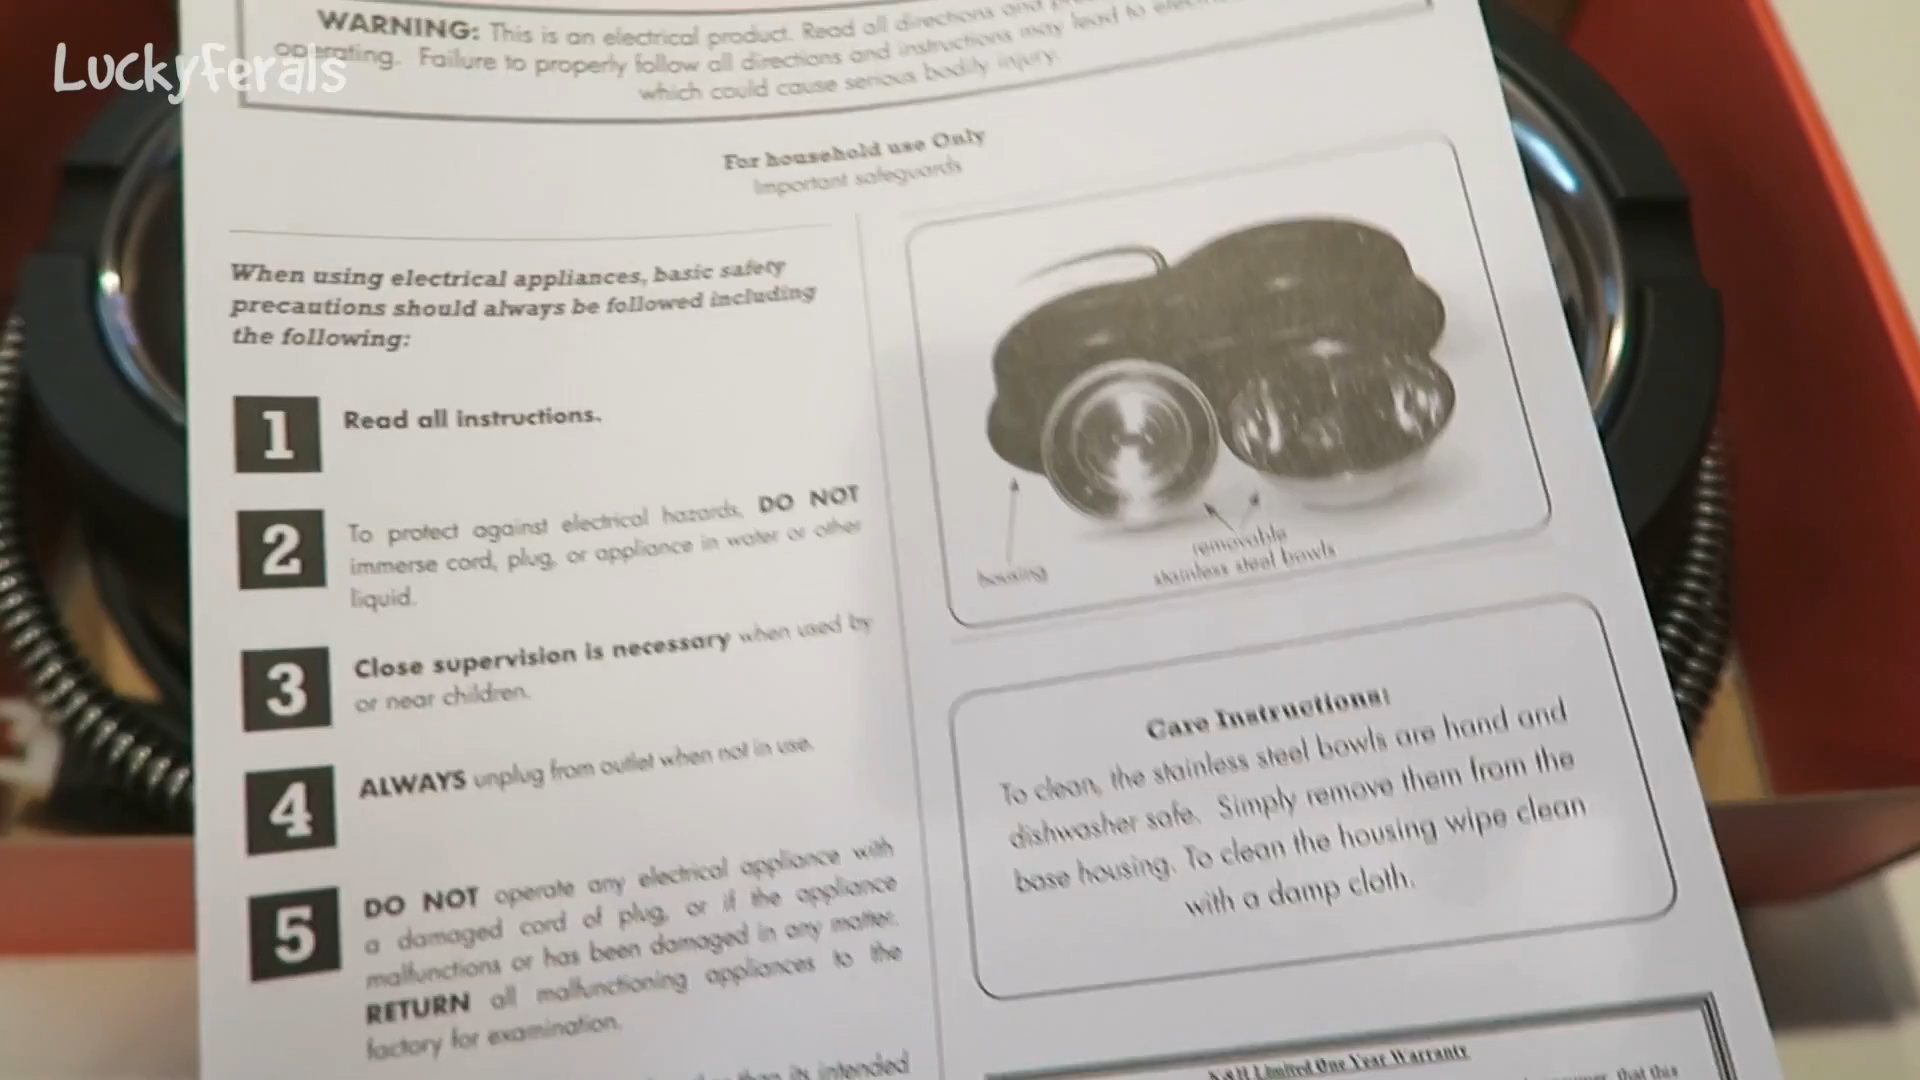 Luckyferals
WARNING: This is an electrical product. Read all directions and
operating. Failure to properly follow all directions and instructions may lead to
which could cause serious bodily injury.
For household use Only
Important safeguards
When using electrical appliances, basic safety
precautions should always be followed including
the following:
1 Read all instructions.
2 To protect against electrical hazards, DO NOT
immerse cord, plug, or appliance in water or other
liquid.
3 Close supervision is necessary when used by
or near children.
4 ALWAYS unplug from outlet when not in use.
5 DO NOT operate any electrical appliance with
a damaged cord of plug, or if the appliance
malfunctions or has been damaged in any matter.
RETURN all malfunctioning appliances to the
factory for examination.
than its intended
housing
removable
stainless steel bowls
Care Instructions:
To clean, the stainless steel bowls are hand and
dishwasher safe. Simply remove them from the
base housing. To clean the housing wipe clean
with a damp cloth.
K&H Limited One Year Warranty
that this